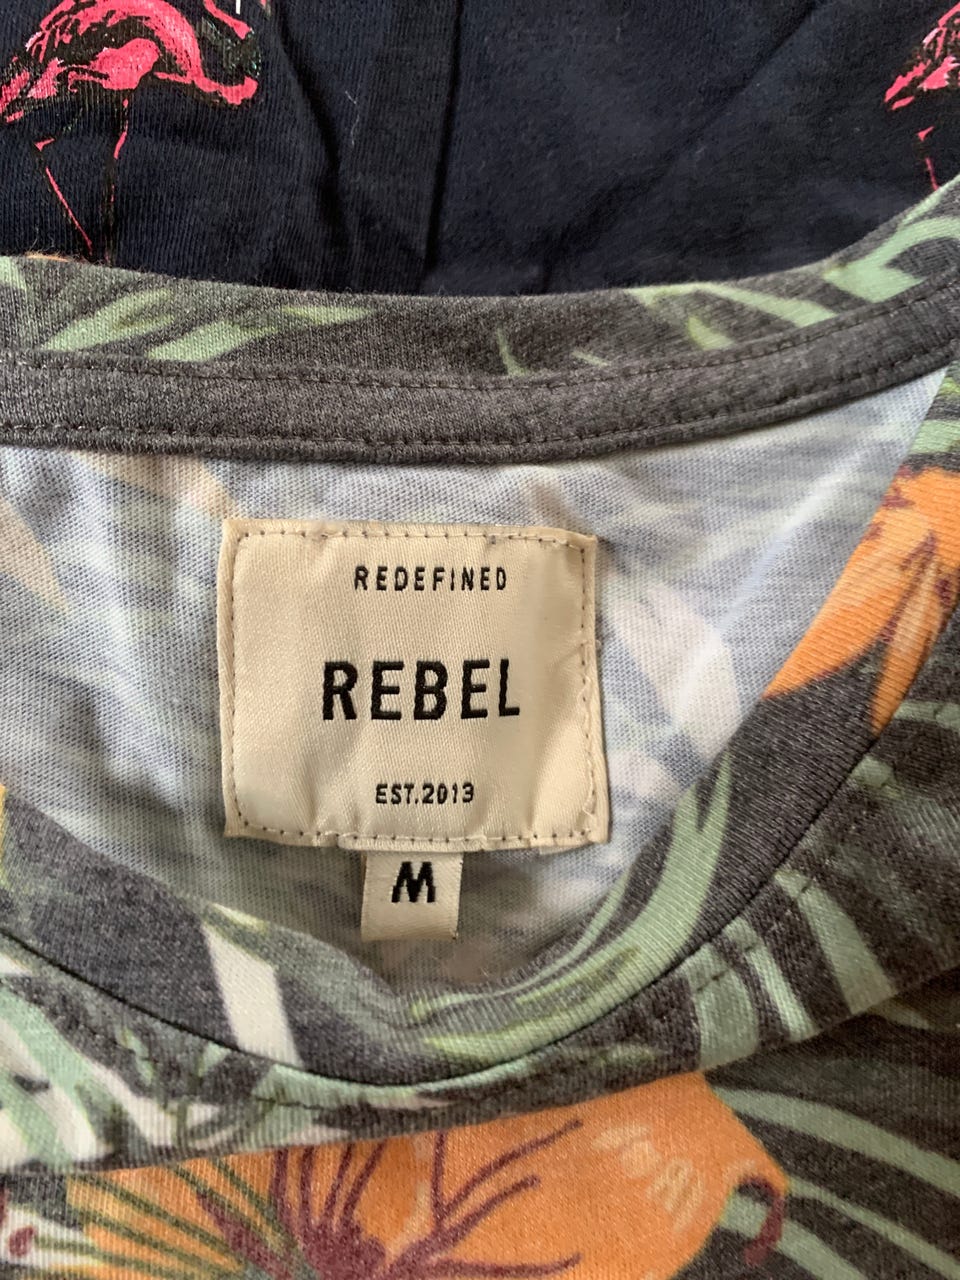 REDEFINED
REBEL
EST.2013
M